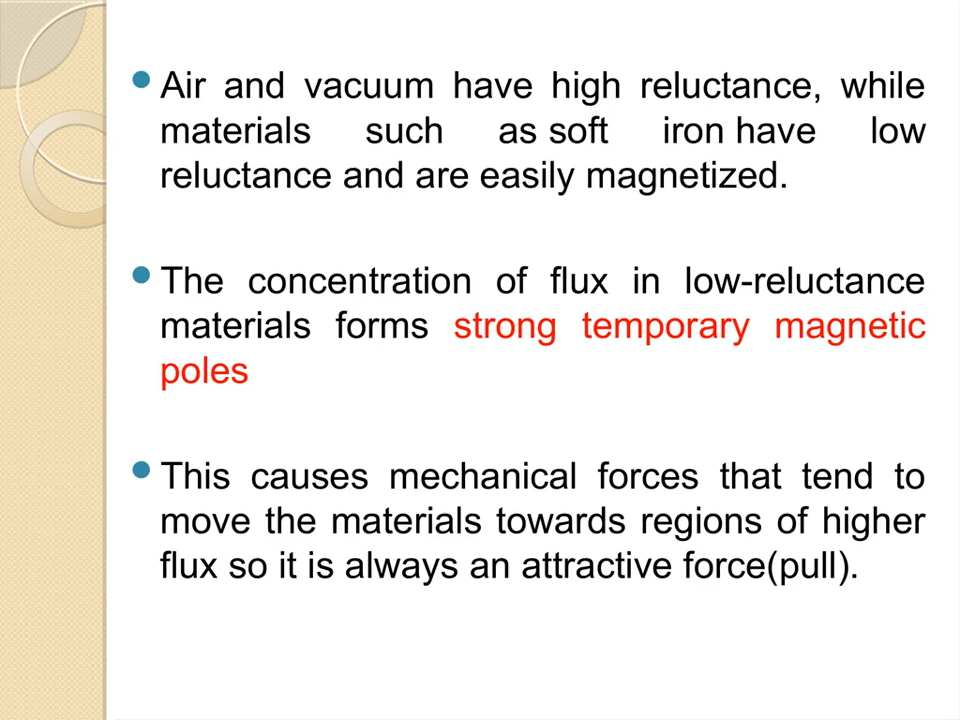 Air and vacuum have high reluctance, while
materials such as soft iron have low
reluctance and are easily magnetized.
The concentration of flux in low-reluctance
materials forms strong temporary magnetic
poles
This causes mechanical forces that tend to
move the materials towards regions of higher
flux so it is always an attractive force(pull).